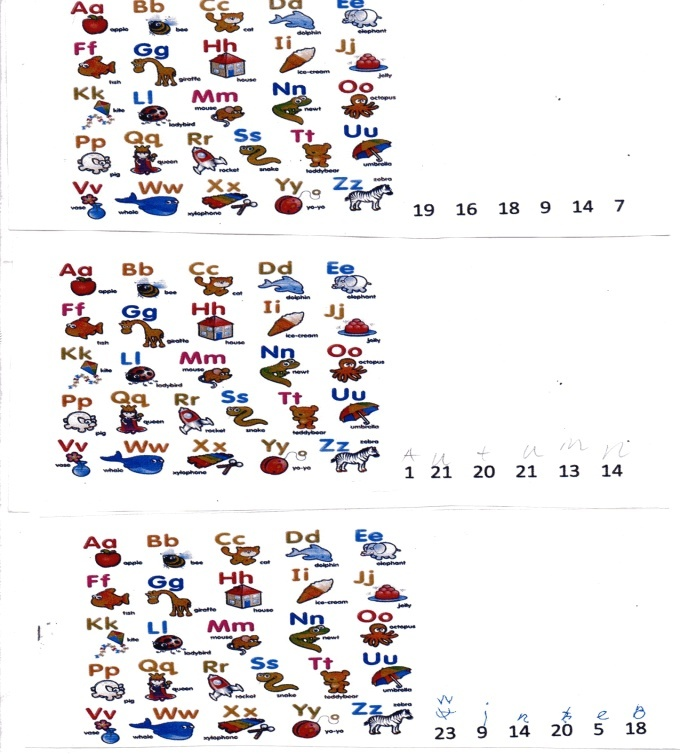 Aa Bb Cc Dd Ee
apple bee cat dolphin elephant
Ff Gg Hh Ii Jj
fish giraffe house ice-cream jelly
Kk Ll Mm Nn Oo
kite ladybird mouse newt octopus
Pp Qq Rr Ss Tt Uu
pig queen rocket snake teddybear umbrella
Vv Ww Xx Yy Zz
vase whale xylophone yo-yo zebra
19 16 18 9 14 7
Aa Bb Cc Dd Ee
apple bee cat dolphin elephant
Ff Gg Hh Ii Jj
fish giraffe house ice-cream jelly
Kk Ll Mm Nn Oo
kite ladybird mouse newt octopus
Pp Qq Rr Ss Tt Uu
pig queen rocket snake teddybear umbrella
Vv Ww Xx Yy Zz
vase whale xylophone yo-yo zebra
A u t u m n
1 21 20 21 13 14
Aa Bb Cc Dd Ee
apple bee cat dolphin elephant
Ff Gg Hh Ii Jj
fish giraffe house ice-cream jelly
Kk Ll Mm Nn Oo
kite ladybird mouse newt octopus
Pp Qq Rr Ss Tt Uu
pig queen rocket snake teddybear umbrella
Vv Ww Xx Yy Zz
vase whale xylophone yo-yo zebra
w i n t e
23 9 14 20 5 18